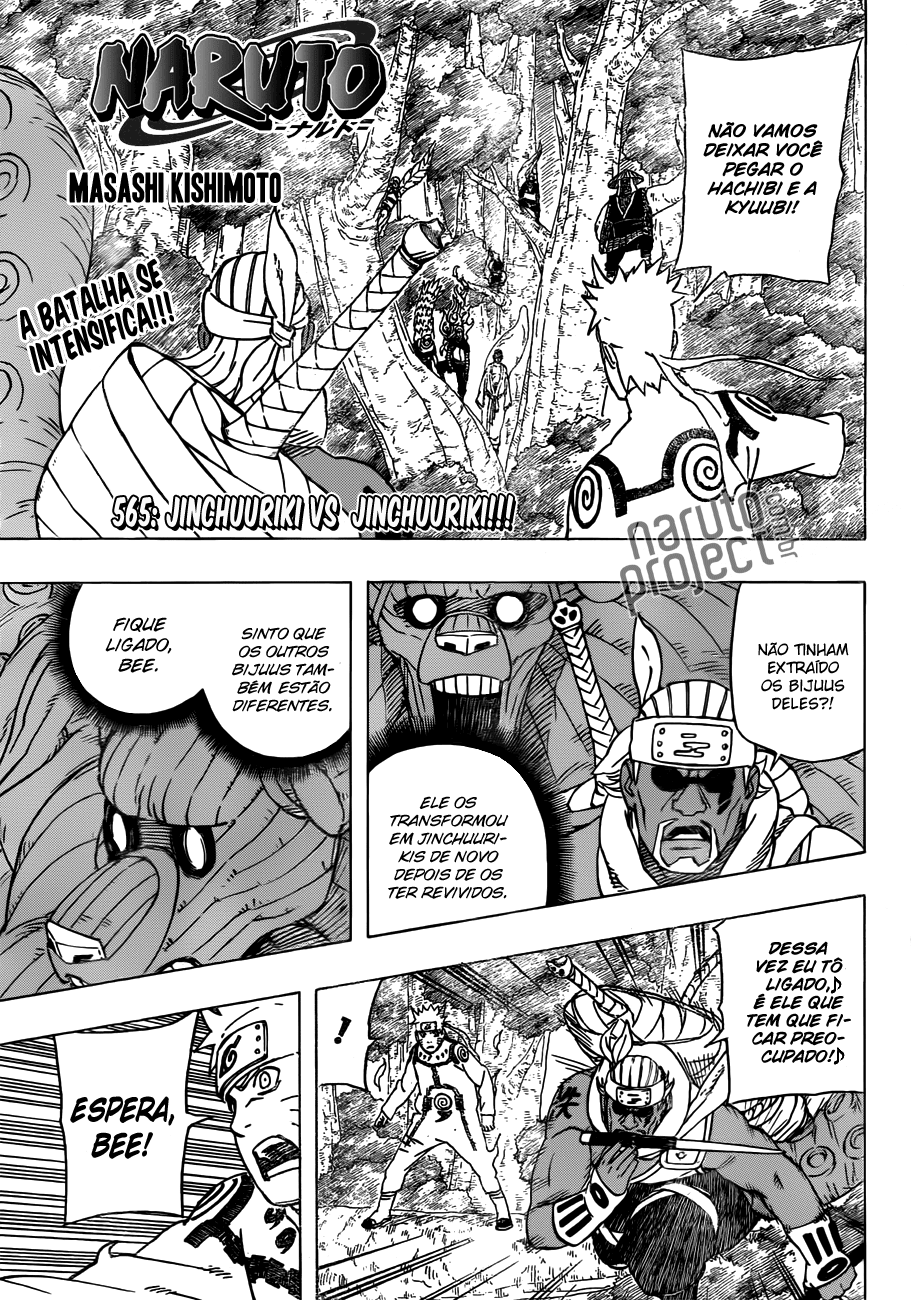 NARUTO
-ナルト-
MASASHI KISHIMOTO
NÃO VAMOS
DEIXAR VOCÊ
PEGAR O
HACHIBI E A
KYUUBI!
A BATALHA SE
INTENSIFICA!!!
565: JINCHUURIKI VS JINCHUURIKI!!!
naruto
project
.com.br
NÃO TINHAM
EXTRAÍDO
OS BIJUUS
DELES?!
ELE OS
TRANSFORMOU
EM JINCHUURI-
KIS DE NOVO
DEPOIS DE OS
TER REVIVIDOS.
SINTO QUE
OS OUTROS
BIJUUS TAM-
BÉM ESTÃO
DIFERENTES.
FIQUE
LIGADO,
BEE.
DESSA
VEZ EU TÔ
LIGADO,♪
É ELE QUE
TEM QUE FI-
CAR PREO-
CUPADO!♪
!
ESPERA,
BEE!